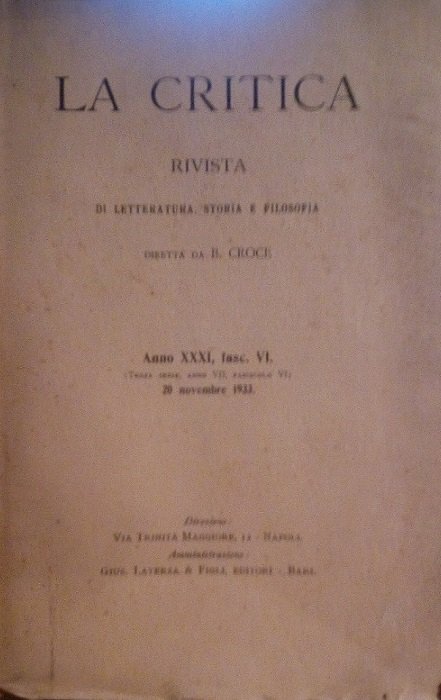 LA CRITICA
RIVISTA
DI LETTERATURA, STORIA E FILOSOFIA
DIRETTA DA B. CROCE
Anno XXXI, fasc. VI.
(TERZA SERIE, ANNO VII, FASCICOLO VI)
20 novembre 1933.
Direzione
VIA TRINITÀ MAGGIORE, 12 - NAPOLI
Amministrazione
GIUS. LATERZA & FIGLI, EDITORI - BARI.